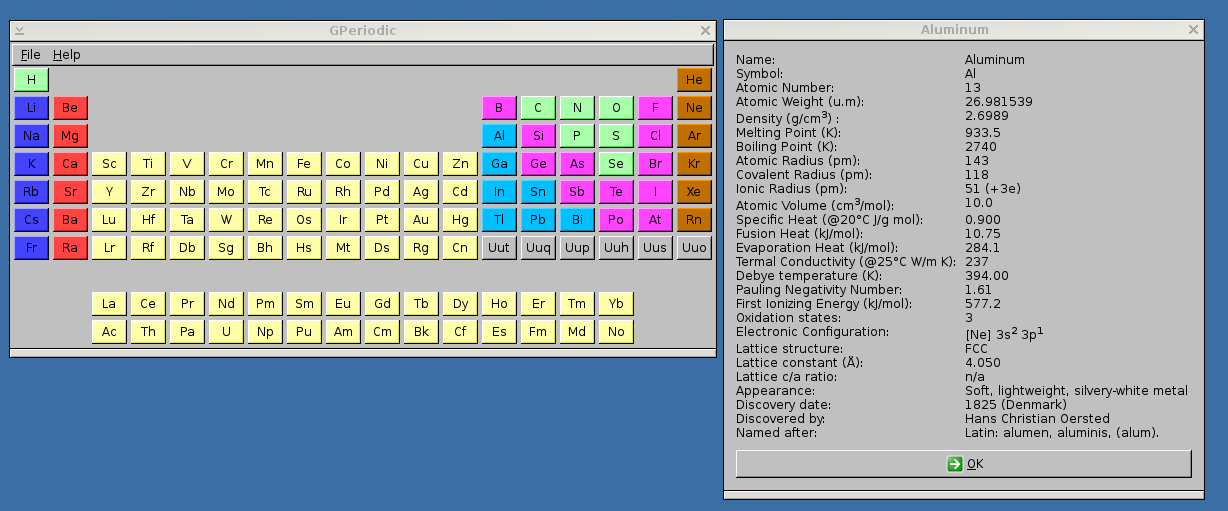 GPeriodic
File Help
H He
Li Be B C N O F Ne
Na Mg Al Si P S Cl Ar
K Ca Sc Ti V Cr Mn Fe Co Ni Cu Zn Ga Ge As Se Br Kr
Rb Sr Y Zr Nb Mo Tc Ru Rh Pd Ag Cd In Sn Sb Te I Xe
Cs Ba Lu Hf Ta W Re Os Ir Pt Au Hg Tl Pb Bi Po At Rn
Fr Ra Lr Rf Db Sg Bh Hs Mt Ds Rg Cn Uut Uuq Uup Uuh Uus Uuo
La Ce Pr Nd Pm Sm Eu Gd Tb Dy Ho Er Tm Yb
Ac Th Pa U Np Pu Am Cm Bk Cf Es Fm Md No
Aluminum
Name: Aluminum
Symbol: Al
Atomic Number: 13
Atomic Weight (u.m): 26.981539
Density (g/cm³) : 2.6989
Melting Point (K): 933.5
Boiling Point (K): 2740
Atomic Radius (pm): 143
Covalent Radius (pm): 118
Ionic Radius (pm): 51 (+3e)
Atomic Volume (cm³/mol): 10.0
Specific Heat (@20°C J/g mol): 0.900
Fusion Heat (kJ/mol): 10.75
Evaporation Heat (kJ/mol): 284.1
Termal Conductivity (@25°C W/m K): 237
Debye temperature (K): 394.00
Pauling Negativity Number: 1.61
First Ionizing Energy (kJ/mol): 577.2
Oxidation states: 3
Electronic Configuration: [Ne] 3s² 3p¹
Lattice structure: FCC
Lattice constant (Å): 4.050
Lattice c/a ratio: n/a
Appearance: Soft, lightweight, silvery-white metal
Discovery date: 1825 (Denmark)
Discovered by: Hans Christian Oersted
Named after: Latin: alumen, aluminis, (alum).
OK